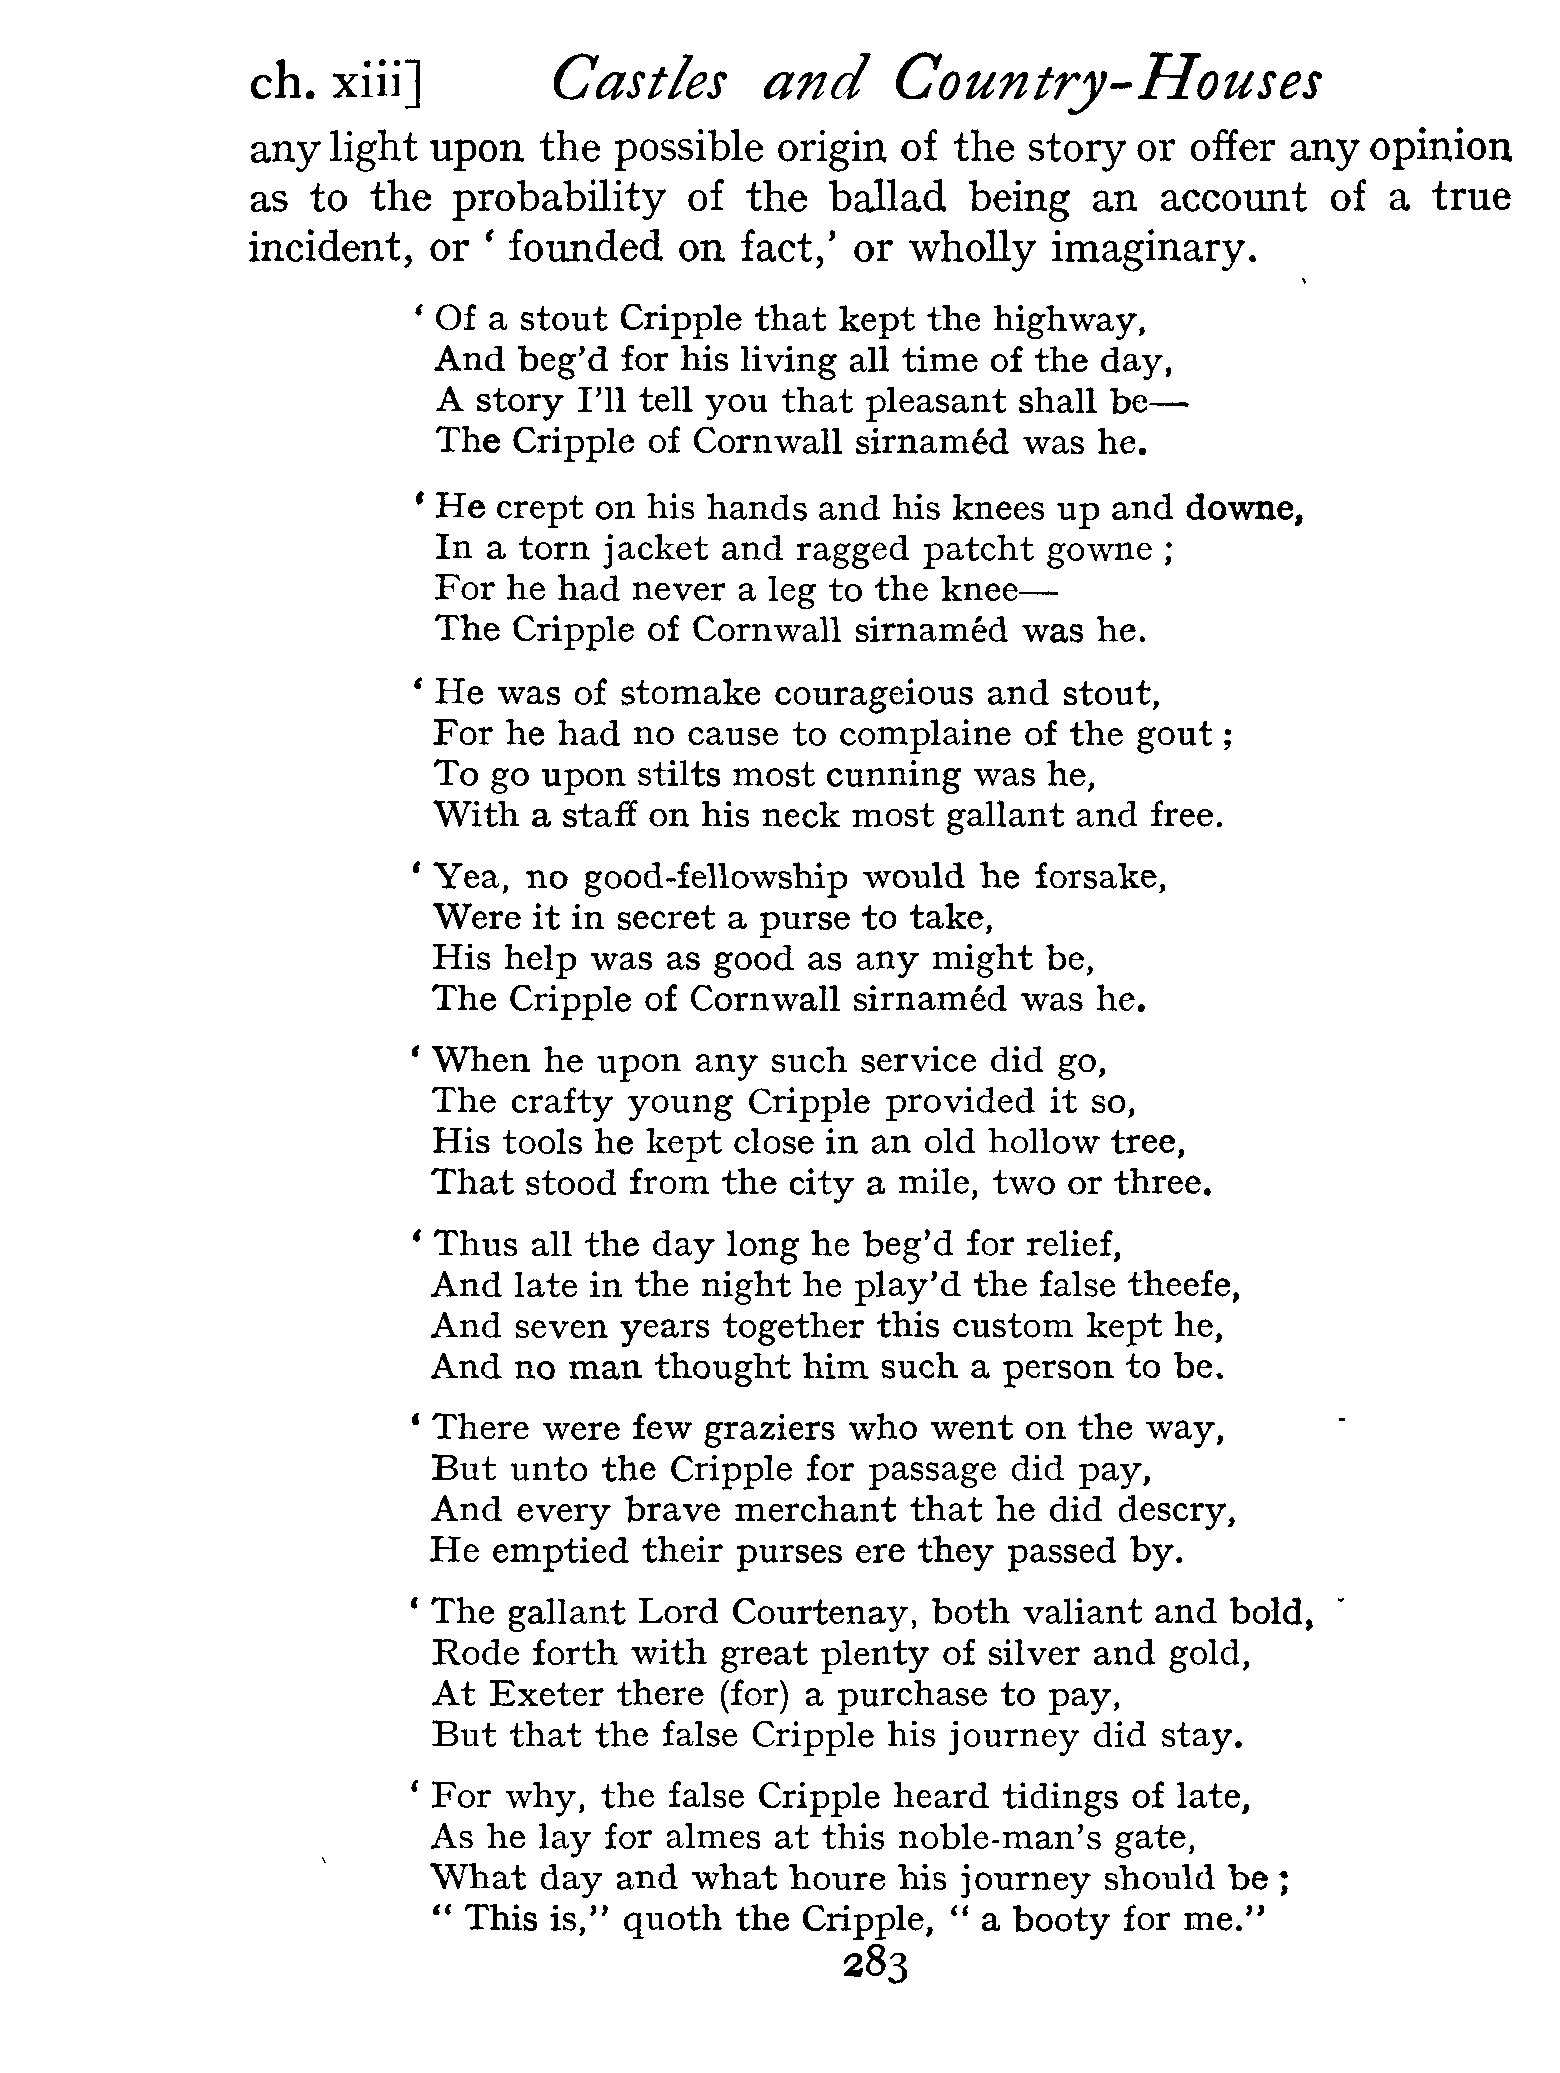 ch. xiii] Castles and Country-Houses
any light upon the possible origin of the story or offer any opinion
as to the probability of the ballad being an account of a true
incident, or ‘ founded on fact,’ or wholly imaginary.
‘ Of a stout Cripple that kept the highway,
And beg’d for his living all time of the day,
A story I’ll tell you that pleasant shall be—
The Cripple of Cornwall sirnaméd was he.
‘ He crept on his hands and his knees up and downe,
In a torn jacket and ragged patcht gowne ;
For he had never a leg to the knee—
The Cripple of Cornwall sirnaméd was he.
‘ He was of stomake courageious and stout,
For he had no cause to complaine of the gout ;
To go upon stilts most cunning was he,
With a staff on his neck most gallant and free.
‘ Yea, no good-fellowship would he forsake,
Were it in secret a purse to take,
His help was as good as any might be,
The Cripple of Cornwall sirnaméd was he.
‘ When he upon any such service did go,
The crafty young Cripple provided it so,
His tools he kept close in an old hollow tree,
That stood from the city a mile, two or three.
‘ Thus all the day long he beg’d for relief,
And late in the night he play’d the false theefe,
And seven years together this custom kept he,
And no man thought him such a person to be.
‘ There were few graziers who went on the way,
But unto the Cripple for passage did pay,
And every brave merchant that he did descry,
He emptied their purses ere they passed by.
‘ The gallant Lord Courtenay, both valiant and bold,
Rode forth with great plenty of silver and gold,
At Exeter there (for) a purchase to pay,
But that the false Cripple his journey did stay.
‘ For why, the false Cripple heard tidings of late,
As he lay for almes at this noble-man’s gate,
What day and what houre his journey should be ;
“ This is,” quoth the Cripple, “ a booty for me.”
283